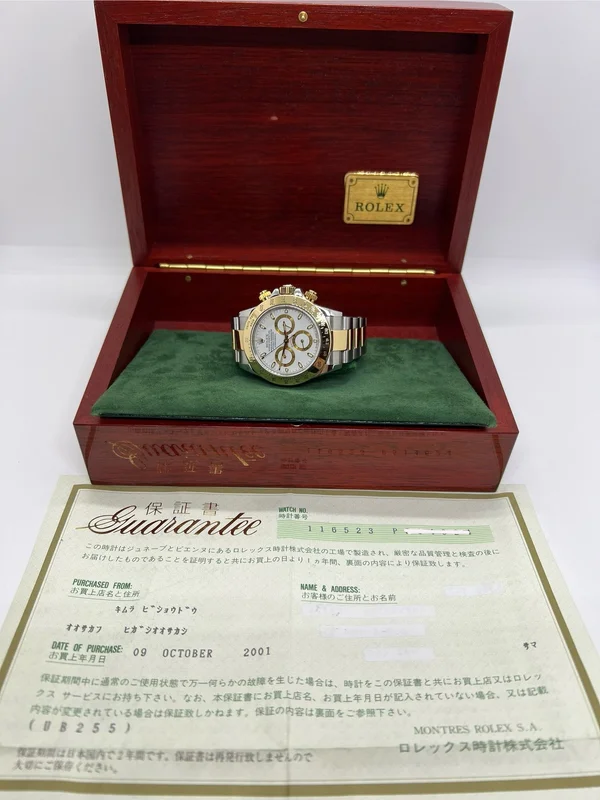 ROLEX
保証書
Guarantee
WATCH NO.
時計番号
116523 P
この時計はジュネーブとビエンヌにあるロレックス時計株式会社の工場で製造され、厳密な品質管理と検査の後に
お届けしたものであることを証明すると共にお買上の日より1ヵ年間、裏面の内容により保証致します。
PURCHASED FROM:
お買上店名と住所
キムラ ビショウドウ
オオサカフ ヒガシオオサカシ
NAME & ADDRESS:
お客様のご住所とお名前
サマ
DATE OF PURCHASE: 09 OCTOBER 2001
お買上年月日
保証期間中に通常のご使用状態で万一何らかの故障を生じた場合は、時計をこの保証書と共にお買上店又はロレッ
クス サービスにお持ち下さい。なお、本保証書にお買上店名、お買上年月日が記入されていない場合、又は記載
内容が変更されている場合は保証致しかねます。保証の内容は裏面をご参照下さい。
(UB255)
MONTRES ROLEX S.A.
ロレックス時計株式会社
保証期間は日本国内で2年間です。保証書は再発行致しませんので
大切にご保存ください。